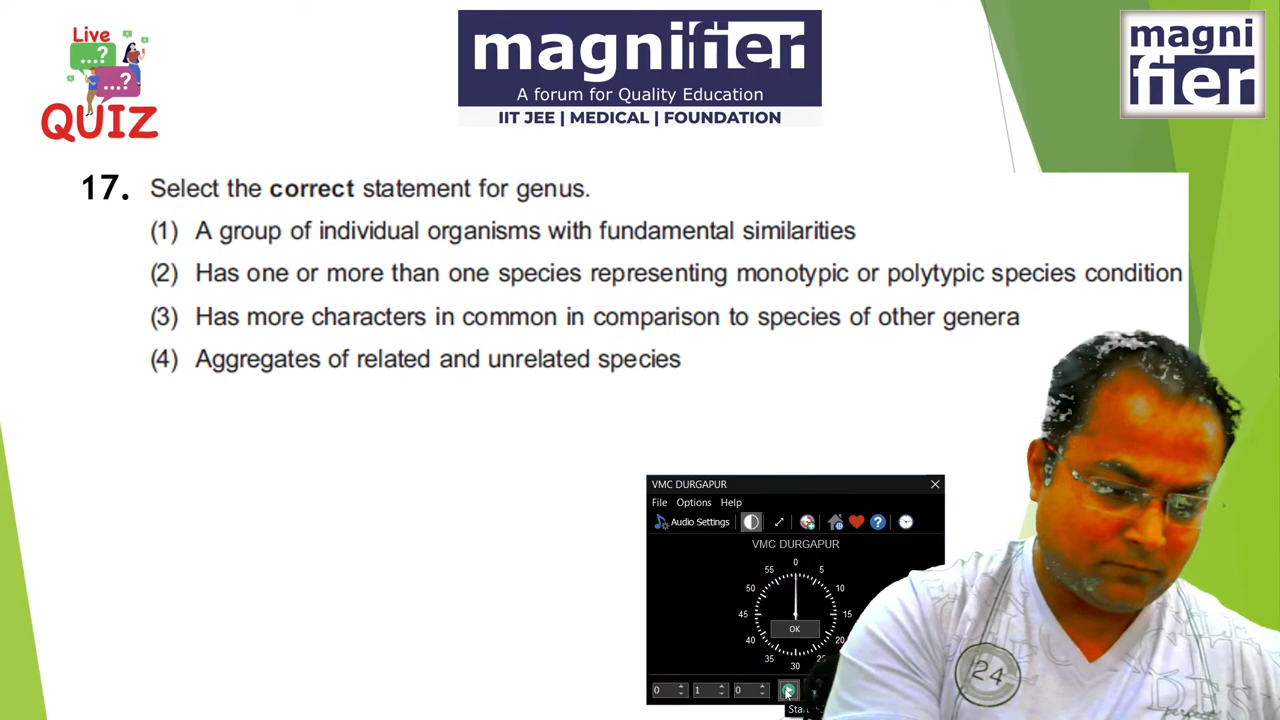 Live
...?
...?
QUIZ
magnifier
A forum for Quality Education
IIT JEE | MEDICAL | FOUNDATION
magni
fier
17. Select the correct statement for genus.
(1) A group of individual organisms with fundamental similarities
(2) Has one or more than one species representing monotypic or polytypic species condition
(3) Has more characters in common in comparison to species of other genera
(4) Aggregates of related and unrelated species
VMC DURGAPUR
File Options Help
Audio Settings
VMC DURGAPUR
0
55 5
50 10
45 15
OK
40 20
35 25
30
0 1 0
24